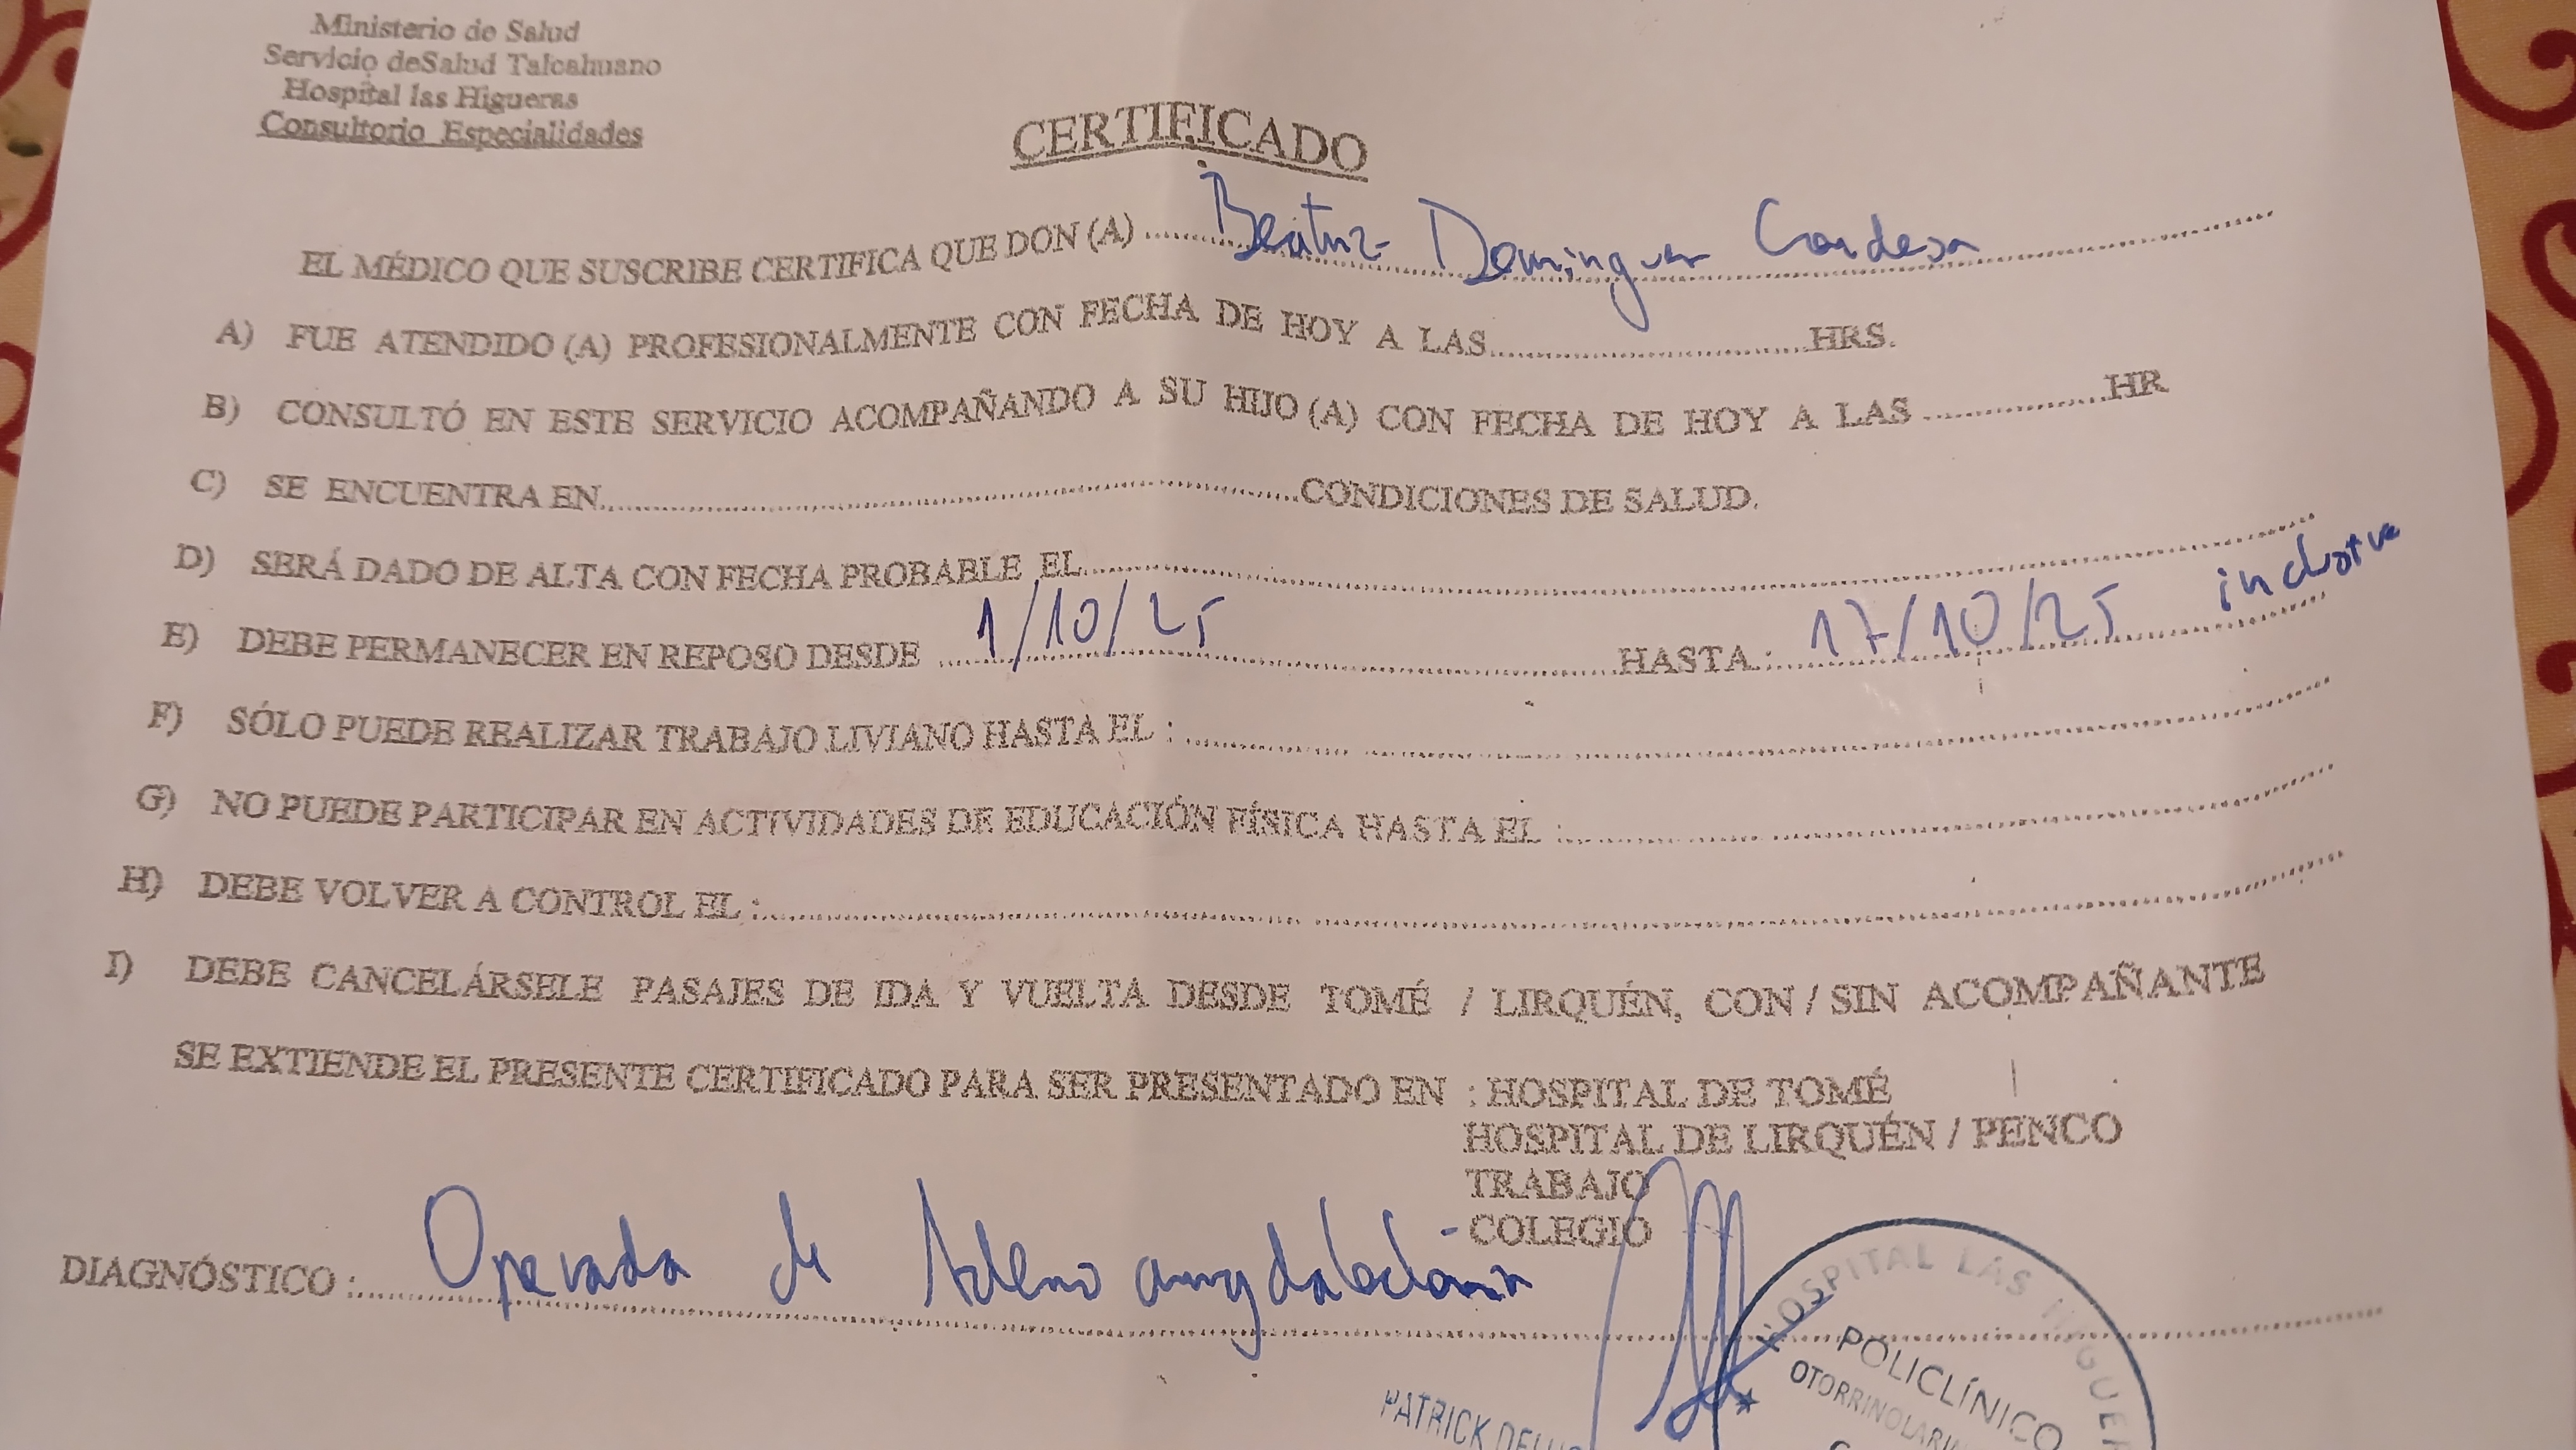 Ministerio de Salud
Servicio deSalud Talcahuano
Hospital las Higueras
Consultorio Especialidades
CERTIFICADO
EL MÉDICO QUE SUSCRIBE CERTIFICA QUE DON (A) Beatriz Dominguez
A) FUE ATENDIDO (A) PROFESIONALMENTE CON FECHA DE HOY A LAS HRS.
B) CONSULTÓ EN ESTE SERVICIO ACOMPAÑANDO A SU HIJO (A) CON FECHA DE HOY A LAS HR
C) SE ENCUENTRA EN CONDICIONES DE SALUD.
D) SERÁ DADO DE ALTA CON FECHA PROBABLE EL
E) DEBE PERMANECER EN REPOSO DESDE 1/10/25 HASTA : 17/10/25 inclusive
F) SÓLO PUEDE REALIZAR TRABAJO LIVIANO HASTA EL :
G) NO PUEDE PARTICIPAR EN ACTIVIDADES DE EDUCACIÓN FÍSICA HASTA EL :
H) DEBE VOLVER A CONTROL EL :
I) DEBE CANCELÁRSELE PASAJES DE IDA Y VUELTA DESDE TOMÉ / LIRQUÉN, CON / SIN ACOMPAÑANTE
SE EXTIENDE EL PRESENTE CERTIFICADO PARA SER PRESENTADO EN : HOSPITAL DE TOMÉ
HOSPITAL DE LIRQUÉN / PENCO
TRABAJO
COLEGIO
DIAGNÓSTICO : Operada de Adeno amigdalectomia
HOSPITAL LAS HIGUER
POLICLÍNICO
OTORRINOLARI
PATRICK